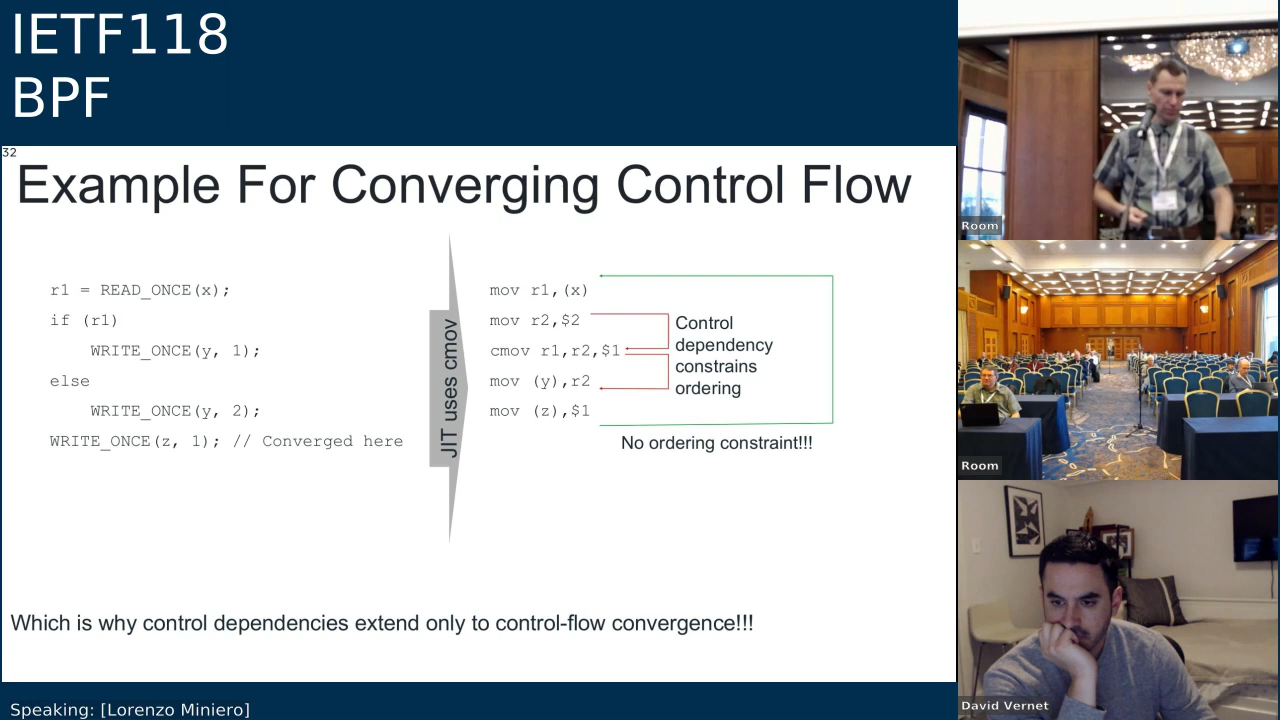 IETF118
BPF
32
Example For Converging Control Flow
r1 = READ_ONCE(x);
if (r1)
WRITE_ONCE(y, 1);
else
WRITE_ONCE(y, 2);
WRITE_ONCE(z, 1); // Converged here
JIT uses cmov
mov r1,(x)
mov r2,$2
cmov r1,r2,$1
mov (y),r2
mov (z),$1
Control
dependency
constrains
ordering
No ordering constraint!!!
Which is why control dependencies extend only to control-flow convergence!!!
Speaking: [Lorenzo Miniero]
Room
Room
David Vernet